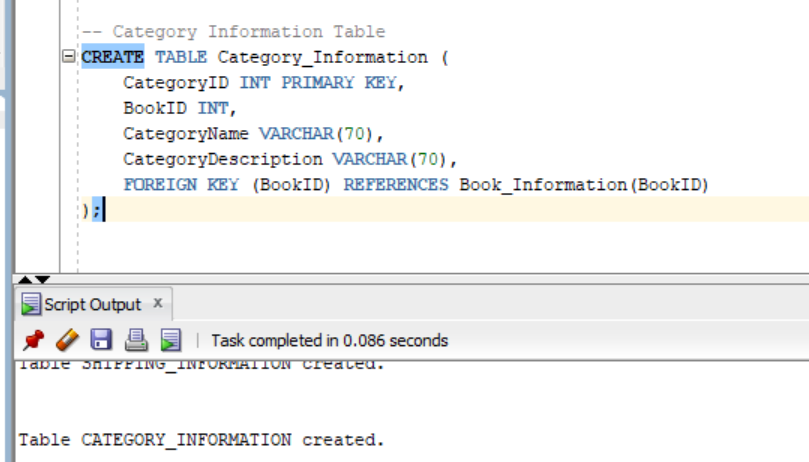 -- Category Information Table
CREATE TABLE Category_Information (
CategoryID INT PRIMARY KEY,
BookID INT,
CategoryName VARCHAR(70),
CategoryDescription VARCHAR(70),
FOREIGN KEY (BookID) REFERENCES Book_Information(BookID)
);
Script Output x
Task completed in 0.086 seconds
Table SHIPPING_INFORMATION created.
Table CATEGORY_INFORMATION created.